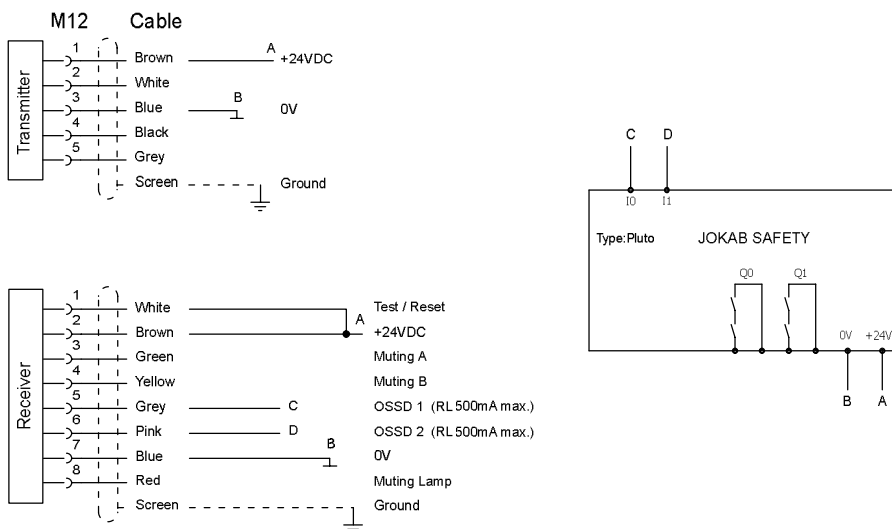 M12 Cable
Transmitter
1 Brown A +24VDC
2 White
3 Blue B 0V
4 Black
5 Grey
Screen Ground
Receiver
1 White Test / Reset
2 Brown A +24VDC
3 Green Muting A
4 Yellow Muting B
5 Grey C OSSD 1 (RL 500mA max.)
6 Pink D OSSD 2 (RL 500mA max.)
7 Blue B 0V
8 Red Muting Lamp
Screen Ground
C D
I0 I1
Type:Pluto JOKAB SAFETY
Q0 Q1
0V +24V
B A